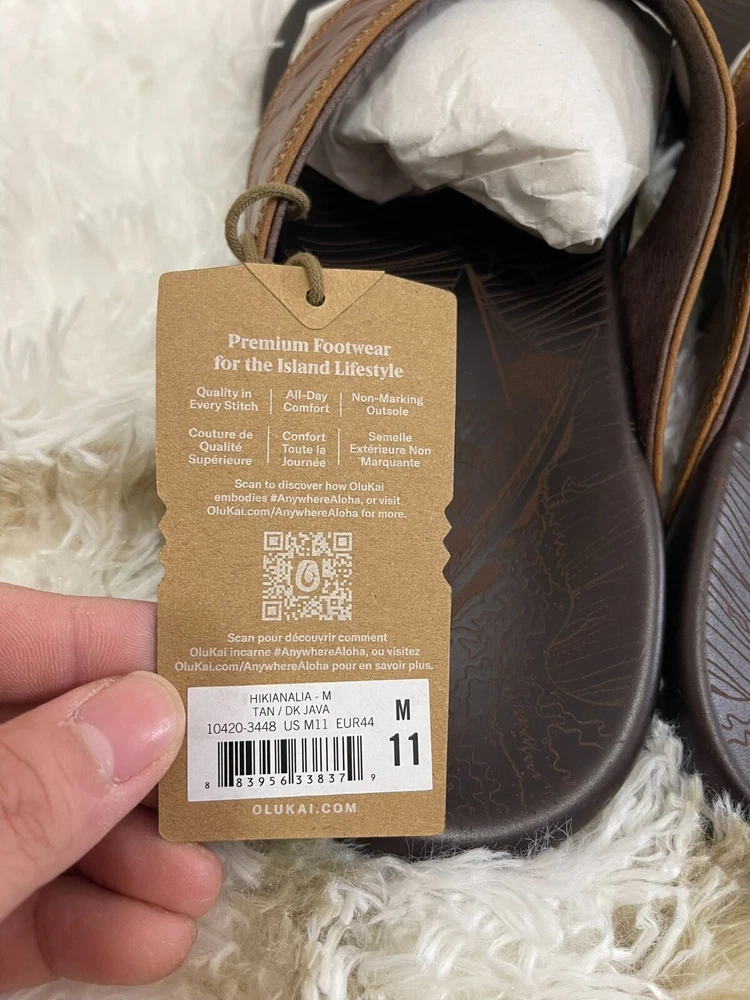 Premium Footwear
for the Island Lifestyle
Quality in
Every Stitch
All-Day
Comfort
Non-Marking
Outsole
Couture de
Qualité
Supérieure
Confort
Toute la
Journée
Semelle
Extérieure Non
Marquante
Scan to discover how OluKai
embodies #AnywhereAloha, or visit
OluKai.com/AnywhereAloha for more.
Scan pour découvrir comment
OluKai incarne #AnywhereAloha, ou visitez
OluKai.com/AnywhereAloha pour en savoir plus.
HIKIANALIA - M
TAN / DK JAVA
10420-3448 US M11 EUR44
M
11
8 83956 33837 9
OLUKAI.COM